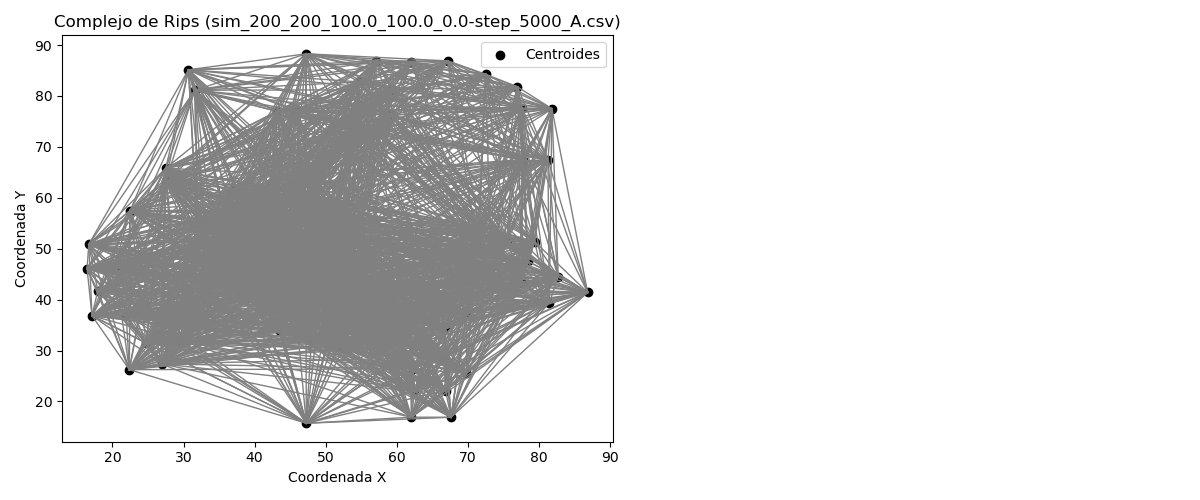 Complejo de Rips (sim_200_200_100.0_100.0_0.0-step_5000_A.csv)
Centroides
90
80
70
60
50
40
30
20
Coordenada Y
20 30 40 50 60 70 80 90
Coordenada X